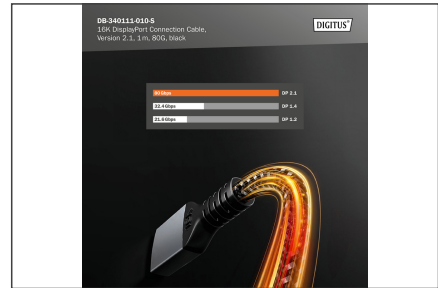 DB-340111-010-S
16K DisplayPort Connection Cable,
Version 2.1, 1m, 80G, black
DIGITUS®
80 Gbps DP 2.1
32.4 Gbps DP 1.4
21.6 Gbps DP 1.2